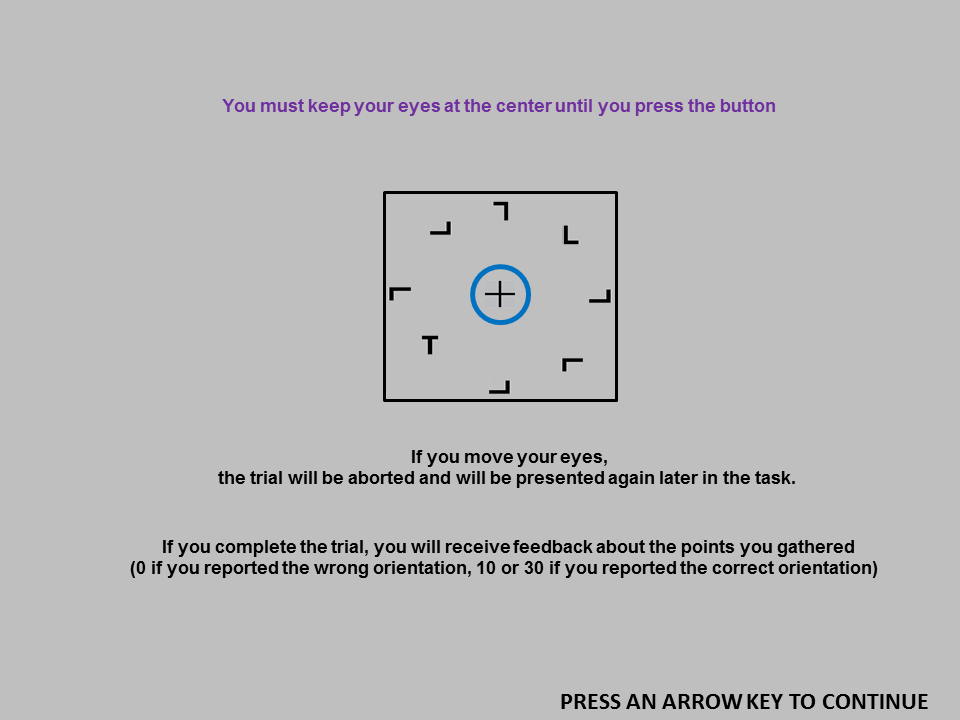 You must keep your eyes at the center until you press the button
L
T
If you move your eyes,
the trial will be aborted and will be presented again later in the task.
If you complete the trial, you will receive feedback about the points you gathered
(0 if you reported the wrong orientation, 10 or 30 if you reported the correct orientation)
PRESS AN ARROW KEY TO CONTINUE